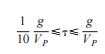 1/10 g/V_P ≤ τ ≤ g/V_P